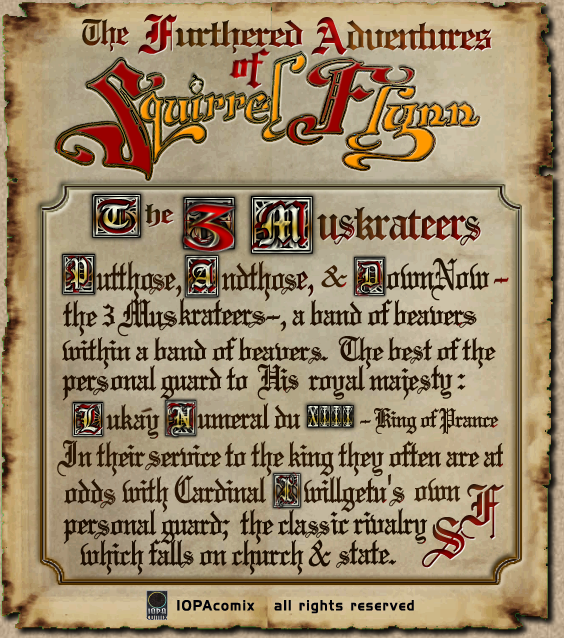 The Furthered Adventures
of
Squirrel Flynn
The 3 Muskrateers
Putthose, Andthose, & DownNow -
the 3 Muskrateers-, a band of beavers
within a band of beavers. The best of the
personal guard to His royal majesty:
Lukáy Numeral du XIII - King of Prance
In their service to the king they often are at
odds with Cardinal Iwillgetu's own
personal guard; the classic rivalry
which falls on church & state.
SF
IOPA comix
IOPAcomix all rights reserved